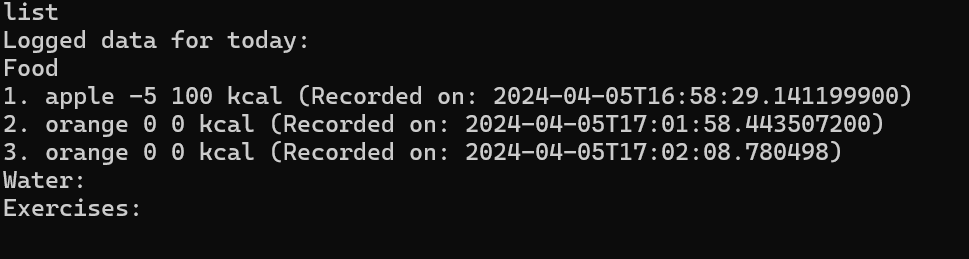 list
Logged data for today:
Food
1. apple -5 100 kcal (Recorded on: 2024-04-05T16:58:29.141199900)
2. orange 0 0 kcal (Recorded on: 2024-04-05T17:01:58.443507200)
3. orange 0 0 kcal (Recorded on: 2024-04-05T17:02:08.780498)
Water:
Exercises: